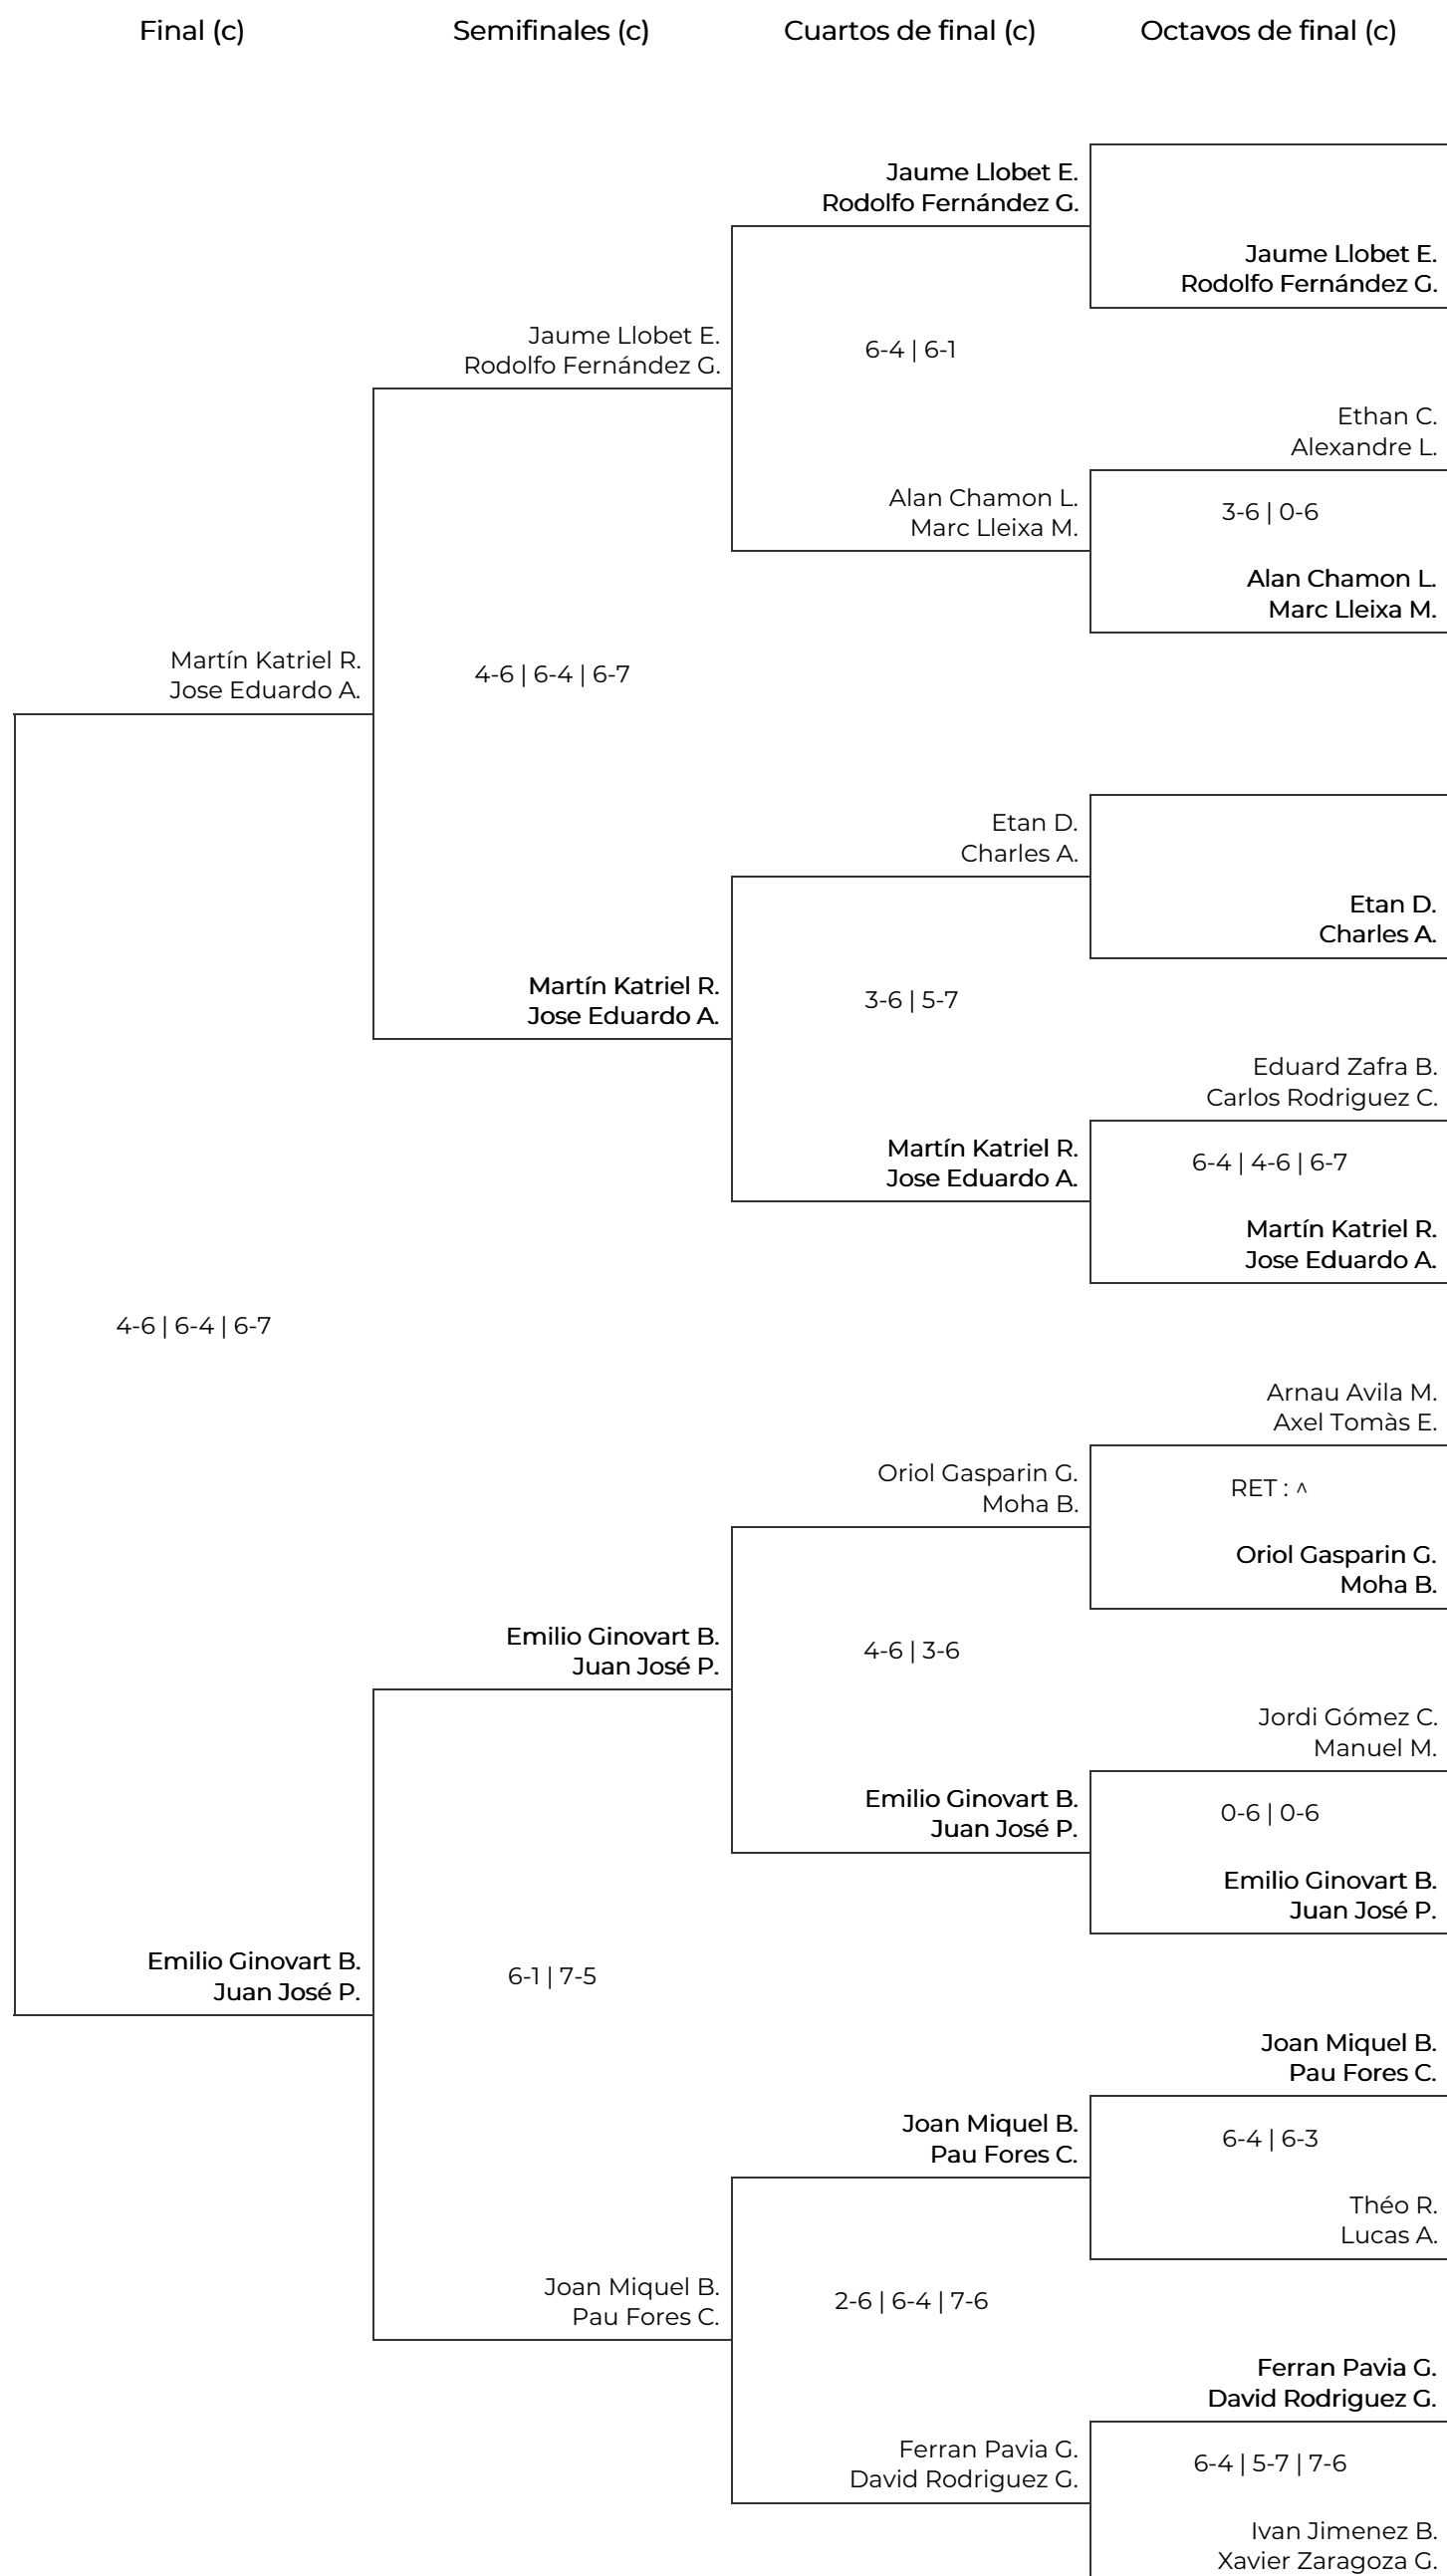 Final (c)
Semifinales (c)
Cuartos de final (c)
Octavos de final (c)
Jaume Llobet E.
Rodolfo Fernández G.
Jaume Llobet E.
Rodolfo Fernández G.
Jaume Llobet E.
Rodolfo Fernández G.
6-4 | 6-1
Ethan C.
Alexandre L.
Alan Chamon L.
Marc Lleixa M.
3-6 | 0-6
Alan Chamon L.
Marc Lleixa M.
Martín Katriel R.
Jose Eduardo A.
4-6 | 6-4 | 6-7
Etan D.
Charles A.
Etan D.
Charles A.
Martín Katriel R.
Jose Eduardo A.
3-6 | 5-7
Eduard Zafra B.
Carlos Rodriguez C.
Martín Katriel R.
Jose Eduardo A.
6-4 | 4-6 | 6-7
Martín Katriel R.
Jose Eduardo A.
4-6 | 6-4 | 6-7
Arnau Avila M.
Axel Tomàs E.
Oriol Gasparin G.
Moha B.
RET : ^
Oriol Gasparin G.
Moha B.
Emilio Ginovart B.
Juan José P.
4-6 | 3-6
Jordi Gómez C.
Manuel M.
Emilio Ginovart B.
Juan José P.
0-6 | 0-6
Emilio Ginovart B.
Juan José P.
Emilio Ginovart B.
Juan José P.
6-1 | 7-5
Joan Miquel B.
Pau Fores C.
Joan Miquel B.
Pau Fores C.
6-4 | 6-3
Théo R.
Lucas A.
Joan Miquel B.
Pau Fores C.
2-6 | 6-4 | 7-6
Ferran Pavia G.
David Rodriguez G.
Ferran Pavia G.
David Rodriguez G.
6-4 | 5-7 | 7-6
Ivan Jimenez B.
Xavier Zaragoza G.